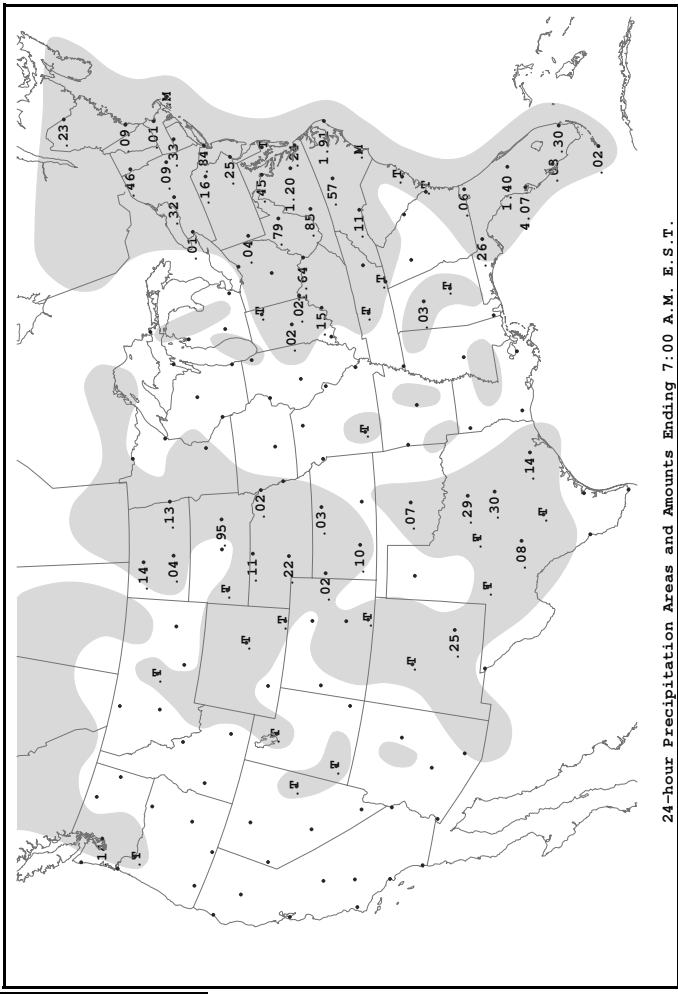 .23
.09
.46
T
.14
.01
T
M
.09
.13
.04
.32
.33
.01
.84
.16
.95
T
.25
T
.04
.11
.02
T
.45
T
T
.79
T
.22
.02
1.20
T
.02
.64
.85
.03
.15
1.91
.02
.57
T
.10
.11
M
T
T
T
T
T
.07
T
.03
T
T
.25
.06
.29
T
.26
T
.30
1.40
.08
4.07
.14
T
.30
.02
24-hour Precipitation Areas and Amounts Ending 7:00 A.M. E.S.T.